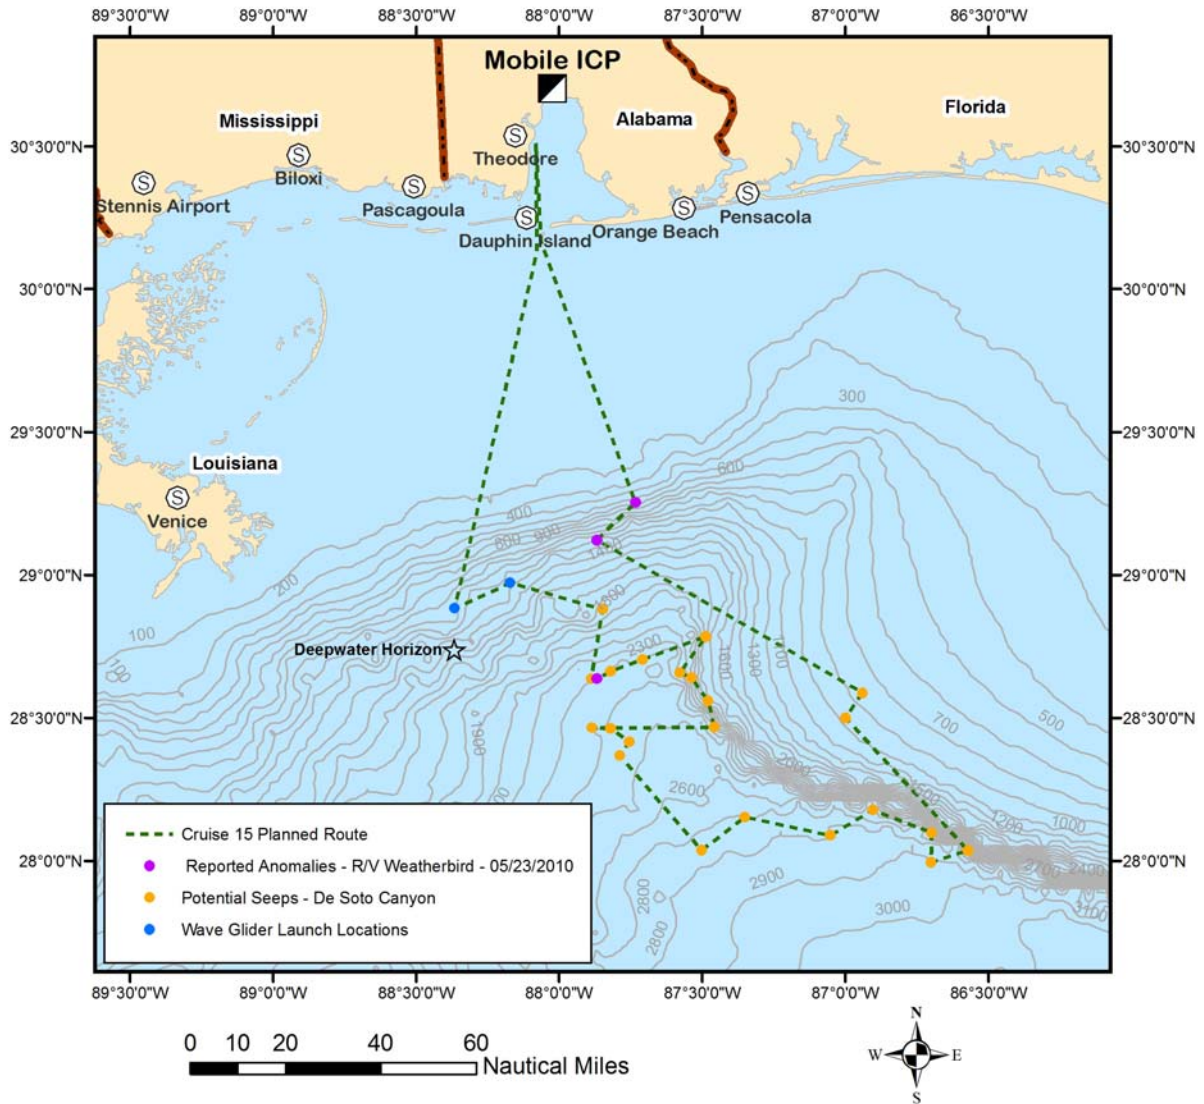 89°30'0"W 89°0'0"W 88°30'0"W 88°0'0"W 87°30'0"W 87°0'0"W 86°30'0"W
Mobile ICP
Mississippi
Alabama
Florida
30°30'0"N
30°30'0"N
S
Theodore
S
Biloxi
S
Stennis Airport
S
Pascagoula
S
Dauphin Island
S
Orange Beach
S
Pensacola
30°0'0"N
30°0'0"N
300
29°30'0"N
29°30'0"N
Louisiana
S
Venice
600
400
600
900
1400
29°0'0"N
29°0'0"N
200
100
100
Deepwater Horizon
2300
1600
1300
700
500
28°30'0"N
28°30'0"N
1900
2600
1200
1000
28°0'0"N
28°0'0"N
2700
2400
2900
2800
2800
3000
3100
Cruise 15 Planned Route
Reported Anomalies - R/V Weatherbird - 05/23/2010
Potential Seeps - De Soto Canyon
Wave Glider Launch Locations
89°30'0"W 89°0'0"W 88°30'0"W 88°0'0"W 87°30'0"W 87°0'0"W 86°30'0"W
0 10 20 40 60
Nautical Miles
N
W E
S